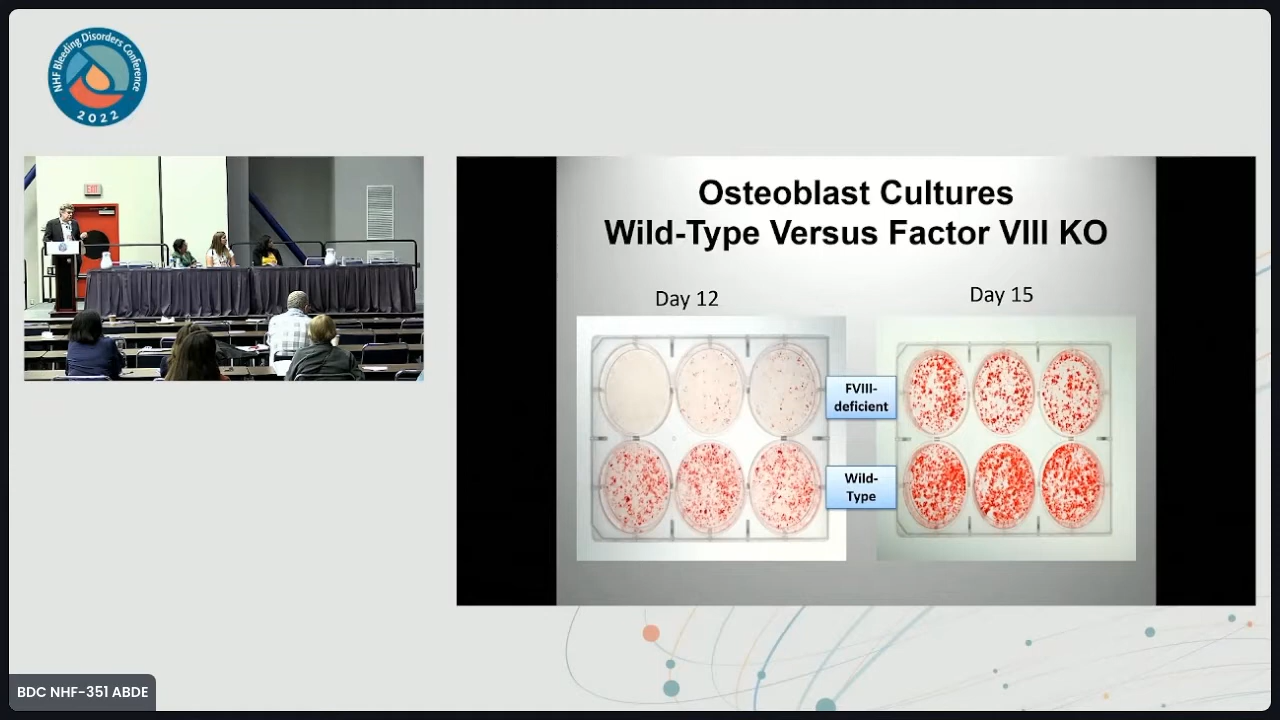 NHF Bleeding Disorders Conference
2022
EXIT
Osteoblast Cultures
Wild-Type Versus Factor VIII KO
Day 12
Day 15
FVIII-
deficient
Wild-
Type
BDC NHF-351 ABDE